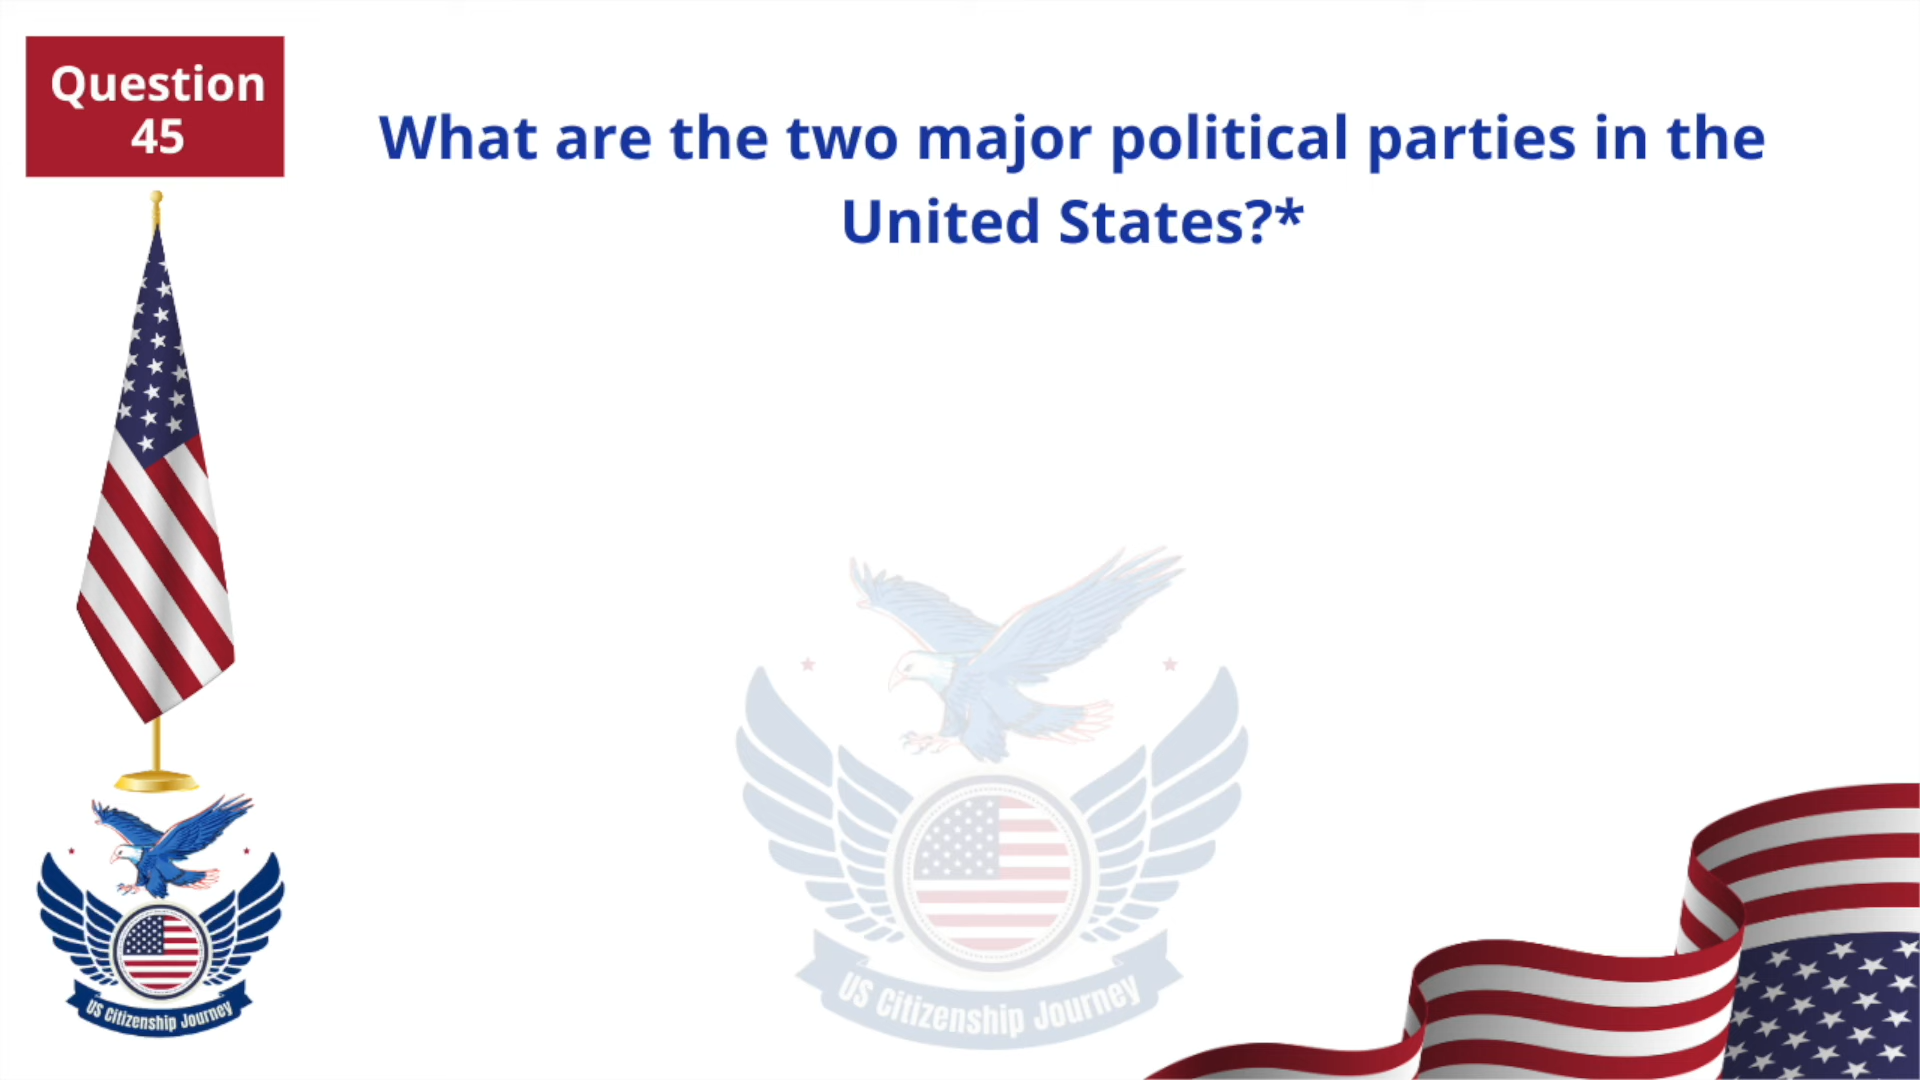 Question
45
What are the two major political parties in the
United States?*
US Citizenship Journey
US Citizenship Journey